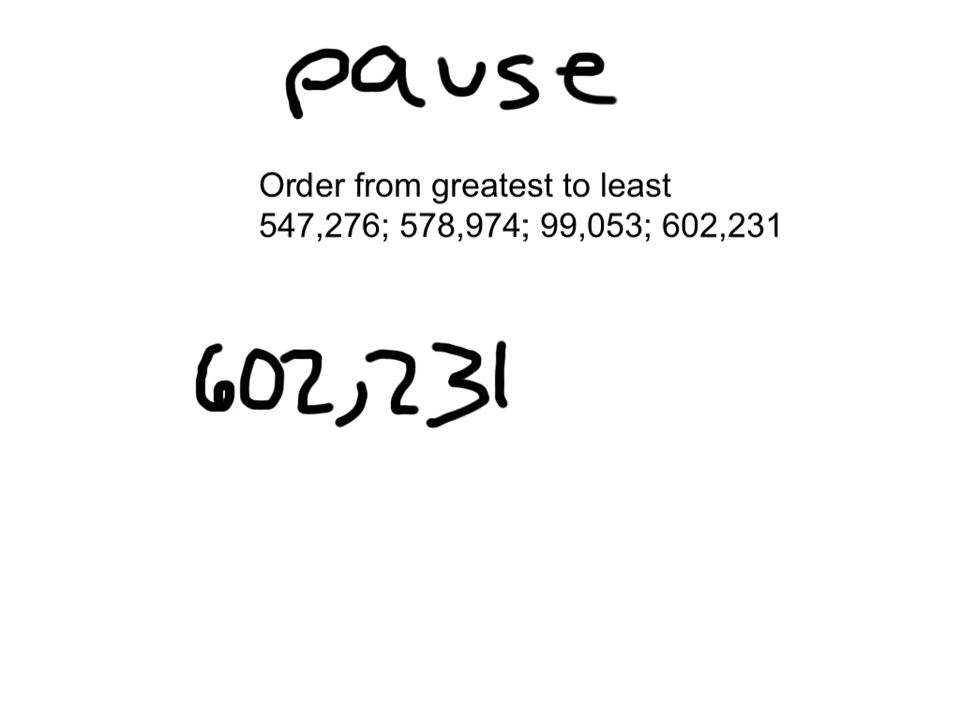 pause
Order from greatest to least
547,276; 578,974; 99,053; 602,231
602,231